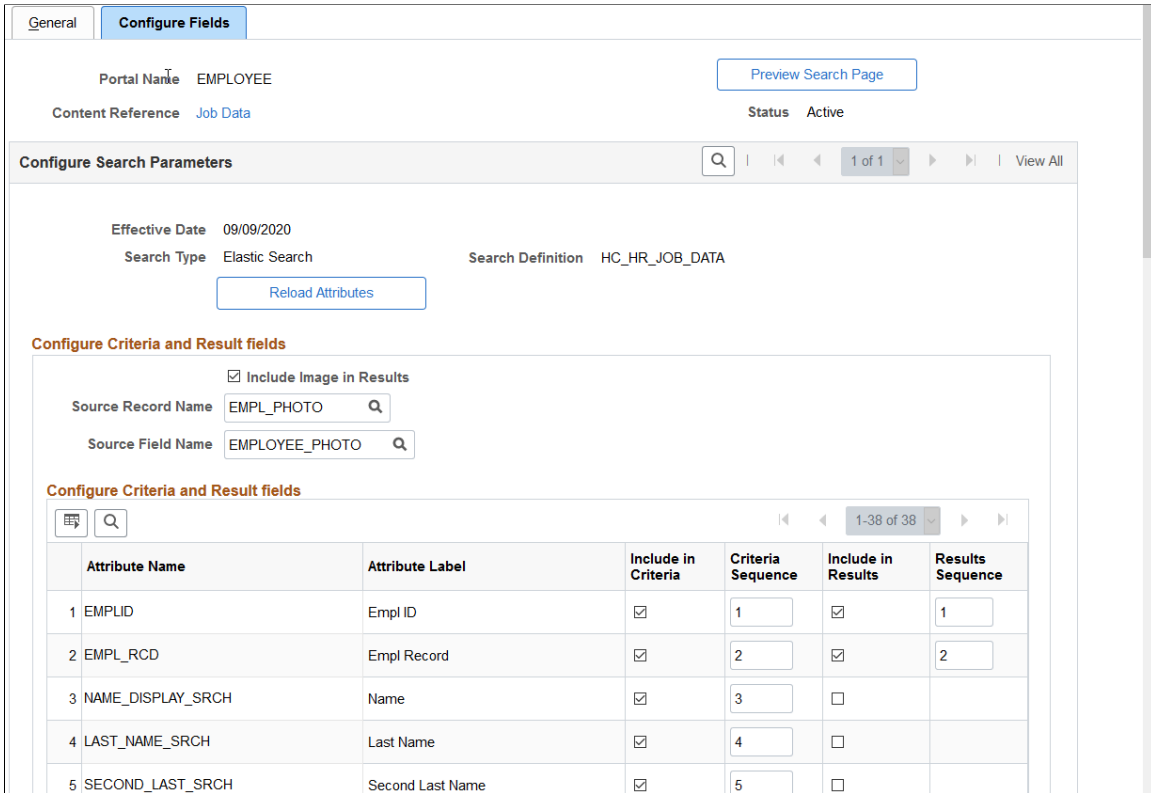 General
Configure Fields
Portal Name EMPLOYEE
Preview Search Page
Content Reference Job Data
Status Active
Configure Search Parameters
1 of 1
View All
Effective Date 09/09/2020
Search Type Elastic Search
Search Definition HC_HR_JOB_DATA
Reload Attributes
Configure Criteria and Result fields
Include Image in Results
Source Record Name EMPL_PHOTO
Source Field Name EMPLOYEE_PHOTO
Configure Criteria and Result fields
1-38 of 38
Attribute Name Attribute Label Include in Criteria Criteria Sequence Include in Results Results Sequence
1 EMPLID Empl ID 1 1
2 EMPL_RCD Empl Record 2 2
3 NAME_DISPLAY_SRCH Name 3
4 LAST_NAME_SRCH Last Name 4
5 SECOND_LAST_SRCH Second Last Name 5